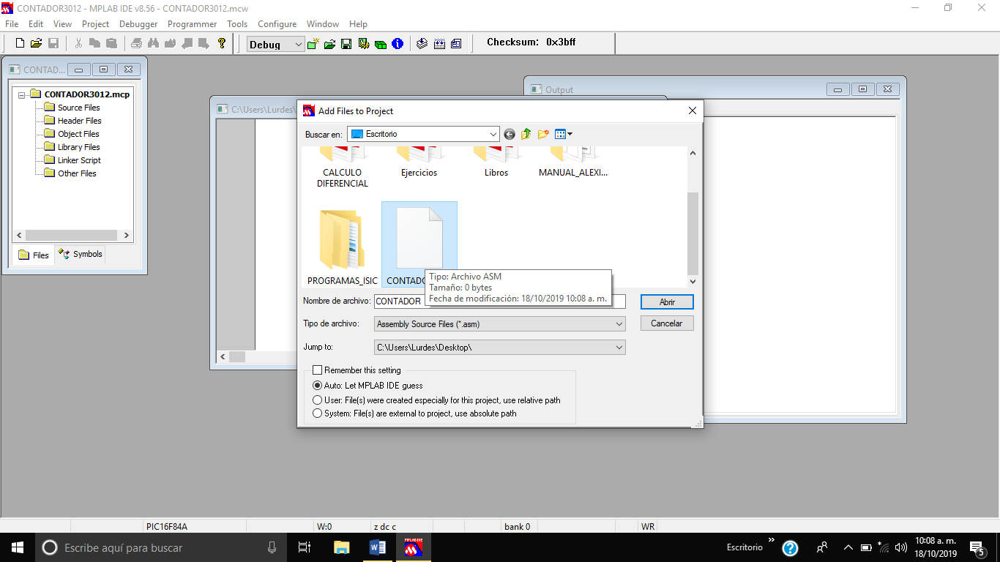 CONTADOR3012 - MPLAB IDE v8.56 - CONTADOR3012.mcw
File Edit View Project Debugger Programmer Tools Configure Window Help
Debug
Checksum: 0x3bff
CONTAD...
CONTADOR3012.mcp
Source Files
Header Files
Object Files
Library Files
Linker Script
Other Files
Files Symbols
C:\Users\Lurdes\
Output
Add Files to Project
Buscar en: Escritorio
CALCULO
DIFERENCIAL
Ejercicios
Libros
MANUAL_ALEXI...
PROGRAMAS_ISIC
Tipo: Archivo ASM
Tamaño: 0 bytes
Fecha de modificación: 18/10/2019 10:08 a. m.
Nombre de archivo: CONTADOR
Abrir
Tipo de archivo: Assembly Source Files (*.asm)
Cancelar
Jump to: C:\Users\Lurdes\Desktop\
Remember this setting
Auto: Let MPLAB IDE guess
User: File(s) were created especially for this project, use relative path
System: File(s) are external to project, use absolute path
PIC16F84A W:0 z dc c bank 0 WR
Escribe aquí para buscar
MPLAB IDE
Escritorio
10:08 a. m.
18/10/2019
5